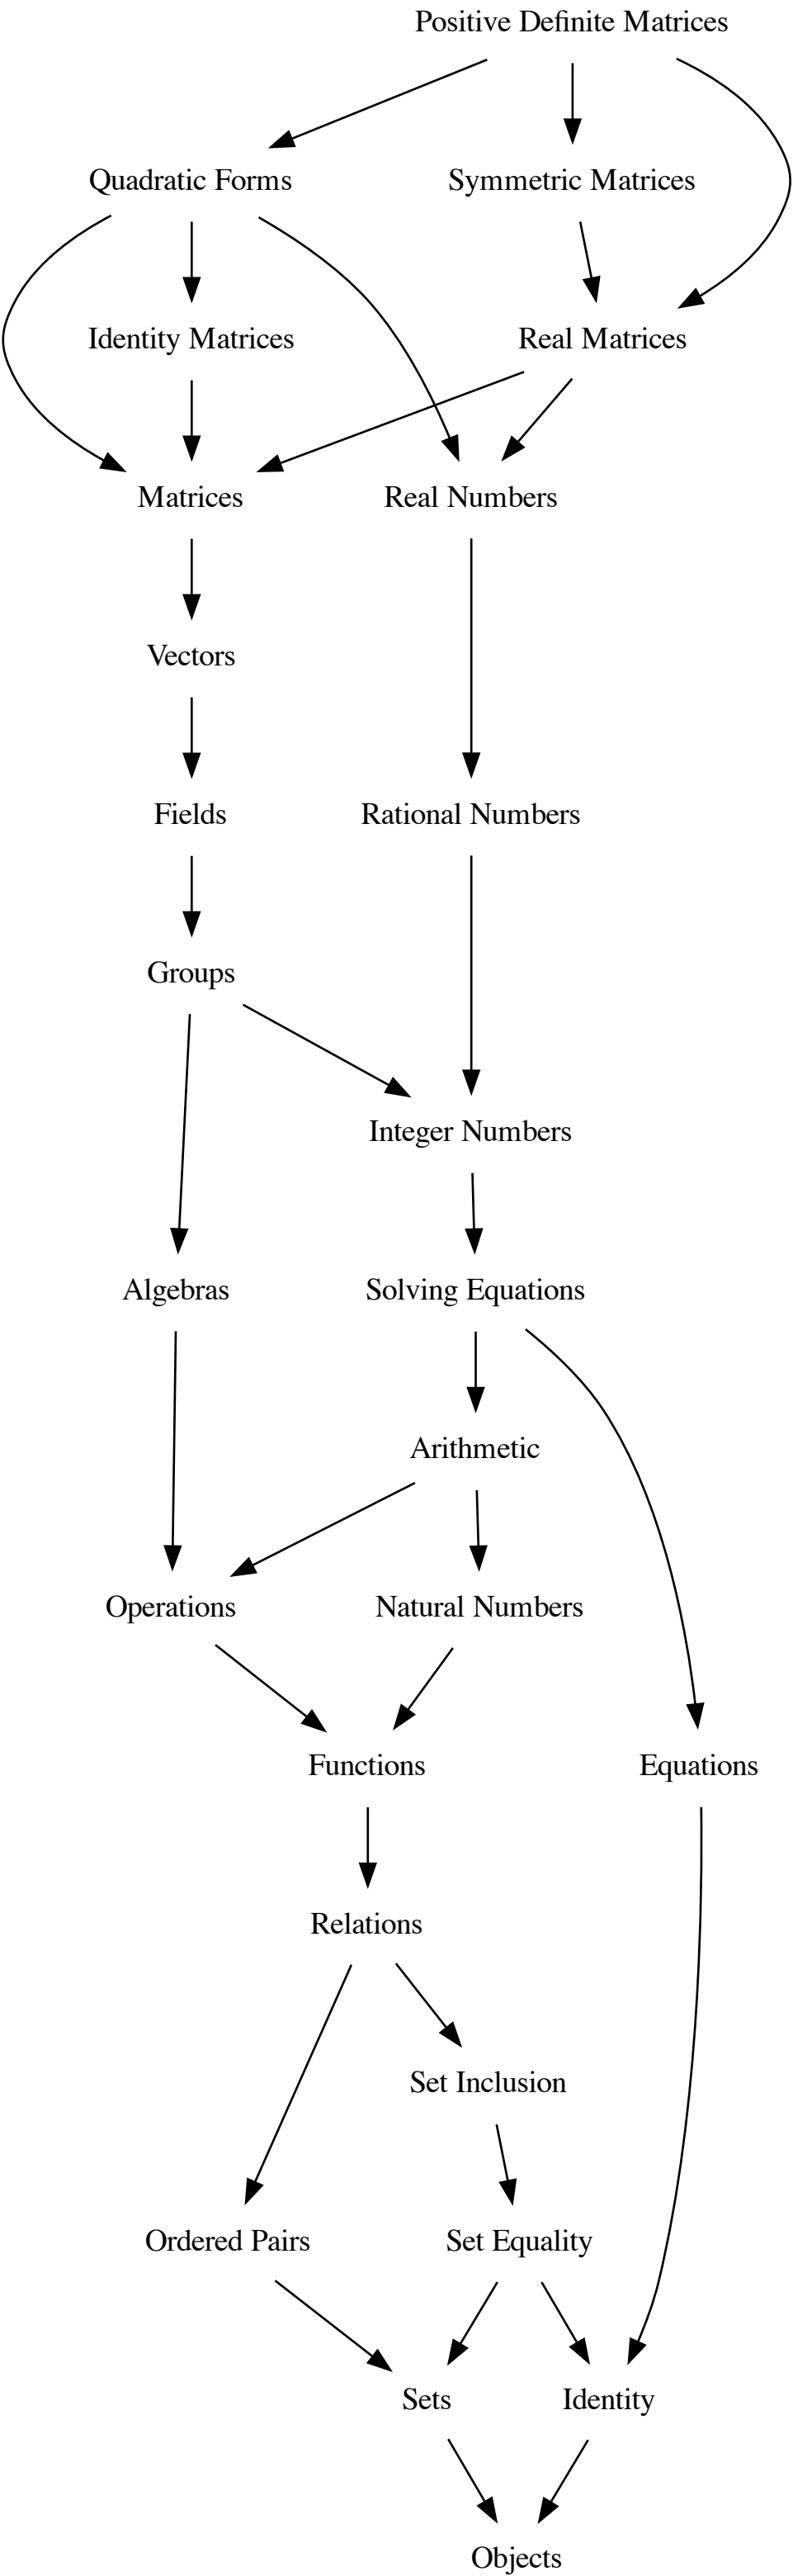 Positive Definite Matrices
Quadratic Forms
Symmetric Matrices
Identity Matrices
Real Matrices
Matrices
Real Numbers
Vectors
Fields
Rational Numbers
Groups
Integer Numbers
Algebras
Solving Equations
Arithmetic
Operations
Natural Numbers
Functions
Equations
Relations
Set Inclusion
Ordered Pairs
Set Equality
Sets
Identity
Objects